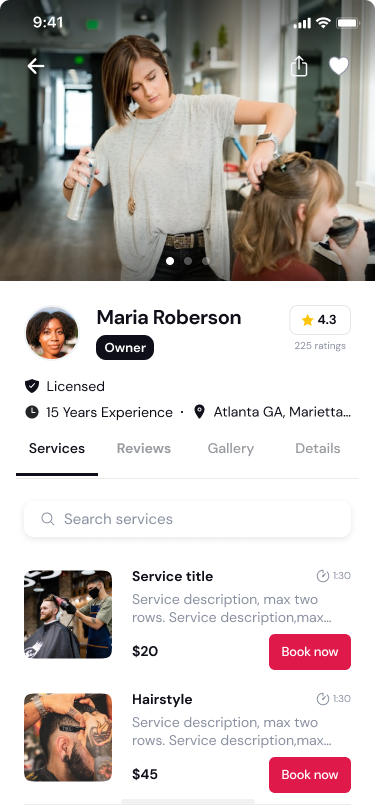 9:41
Maria Roberson
4.3
Owner
225 ratings
Licensed
15 Years Experience · Atlanta GA, Marietta...
Services Reviews Gallery Details
Search services
Service title 1:30
Service description, max two
rows. Service description,max...
$20 Book now
Hairstyle 1:30
Service description, max two
rows. Service description,max...
$45 Book now